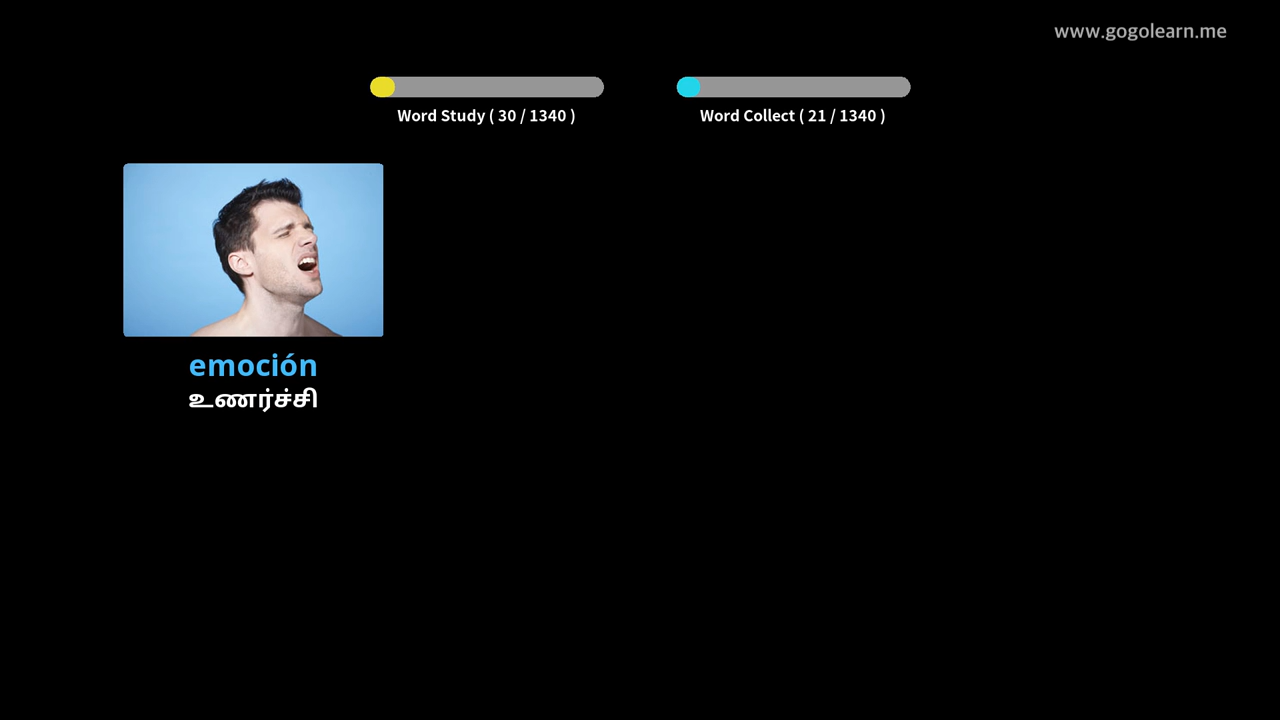 www.gogolearn.me
Word Study ( 30 / 1340 )
Word Collect ( 21 / 1340 )
emoción
உணர்ச்சி